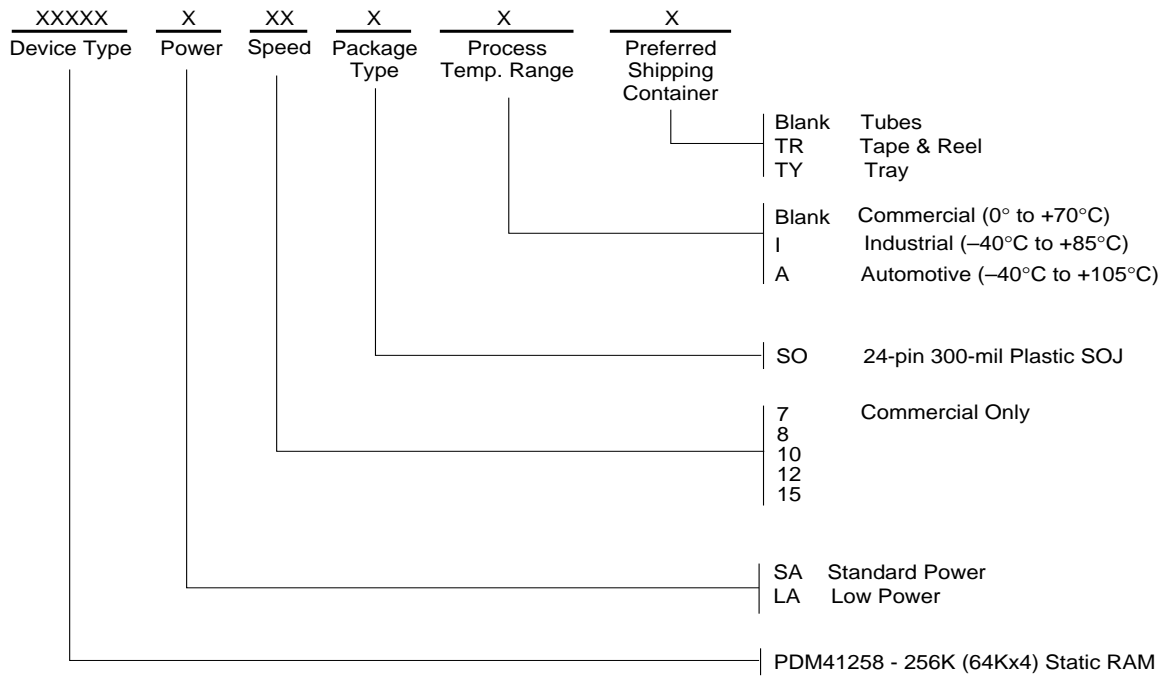 XXXXX X XX X X X
Device Type Power Speed Package Process Preferred
Type Temp. Range Shipping
Container
Blank Tubes
TR Tape & Reel
TY Tray
Blank Commercial (0° to +70°C)
I Industrial (–40°C to +85°C)
A Automotive (–40°C to +105°C)
SO 24-pin 300-mil Plastic SOJ
7 Commercial Only
8
10
12
15
SA Standard Power
LA Low Power
PDM41258 - 256K (64Kx4) Static RAM